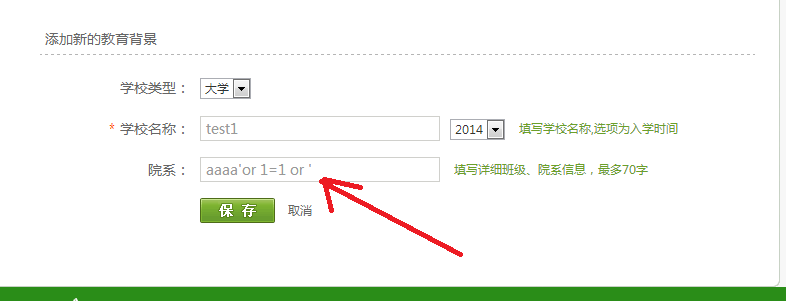 添加新的教育背景
学校类型： 大学
* 学校名称： test1 2014 填写学校名称,选项为入学时间
院系： aaaa'or 1=1 or ' 填写详细班级、院系信息，最多70字
保 存 取消